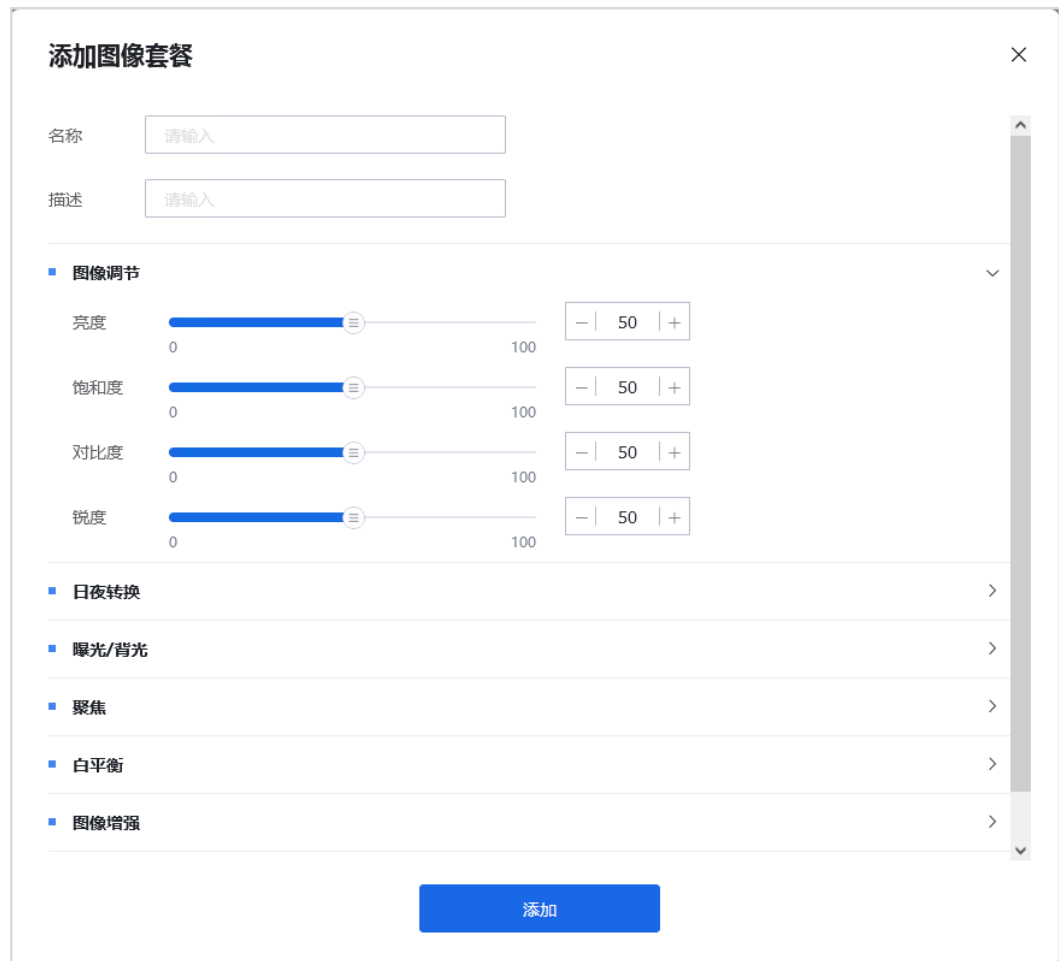 添加图像套餐
名称 请输入
描述 请输入
图像调节
亮度 50
0 100
饱和度 50
0 100
对比度 50
0 100
锐度 50
0 100
日夜转换
曝光/背光
聚焦
白平衡
图像增强
添加